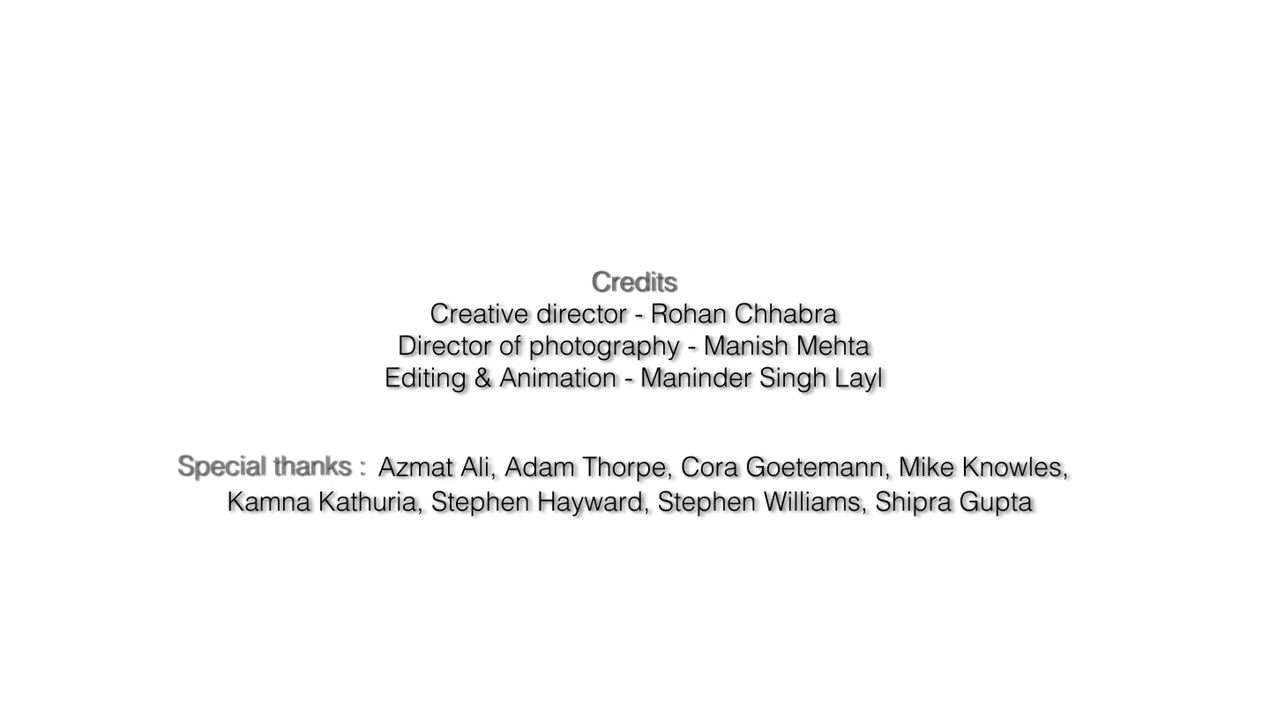 Credits
Creative director - Rohan Chhabra
Director of photography - Manish Mehta
Editing & Animation - Maninder Singh Layl
Special thanks : Azmat Ali, Adam Thorpe, Cora Goetemann, Mike Knowles,
Kamna Kathuria, Stephen Hayward, Stephen Williams, Shipra Gupta